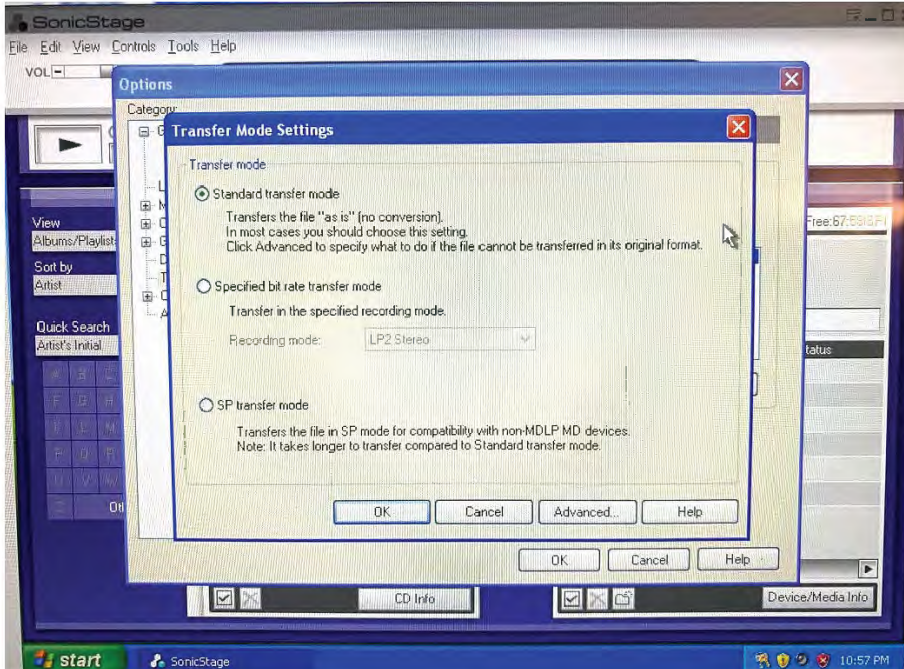 SonicStage
File Edit View Controls Tools Help
VOL
Options
Category:
Transfer Mode Settings
Transfer mode
Standard transfer mode
Transfers the file "as is" (no conversion).
In most cases you should choose this setting.
Click Advanced to specify what to do if the file cannot be transferred in its original format.
Specified bit rate transfer mode
Transfer in the specified recording mode.
Recording mode: LP2 Stereo
SP transfer mode
Transfers the file in SP mode for compatibility with non-MDLP MD devices.
Note: It takes longer to transfer compared to Standard transfer mode.
OK Cancel Advanced... Help
OK Cancel Help
View
Albums/Playlist
Sort by
Artist
Quick Search
Artist's Initial
Free:
tatus
CD Info
Device/Media Info
start SonicStage 10:57 PM